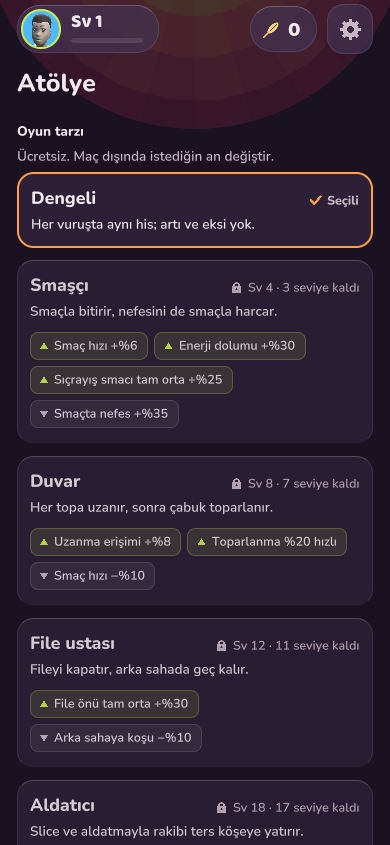 Sv 1
0
Atölye
Oyun tarzı
Ücretsiz. Maç dışında istediğin an değiştir.
Dengeli
Seçili
Her vuruşta aynı his; artı ve eksi yok.
Smaşçı
Sv 4 · 3 seviye kaldı
Smaçla bitirir, nefesini de smaçla harcar.
Smaç hızı +%6
Enerji dolumu +%30
Sıçrayış smacı tam orta +%25
Smaçta nefes +%35
Duvar
Sv 8 · 7 seviye kaldı
Her topa uzanır, sonra çabuk toparlanır.
Uzanma erişimi +%8
Toparlanma %20 hızlı
Smaç hızı −%10
File ustası
Sv 12 · 11 seviye kaldı
Fileyi kapatır, arka sahada geç kalır.
File önü tam orta +%30
Arka sahaya koşu −%10
Aldatıcı
Sv 18 · 17 seviye kaldı
Slice ve aldatmayla rakibi ters köşeye yatırır.